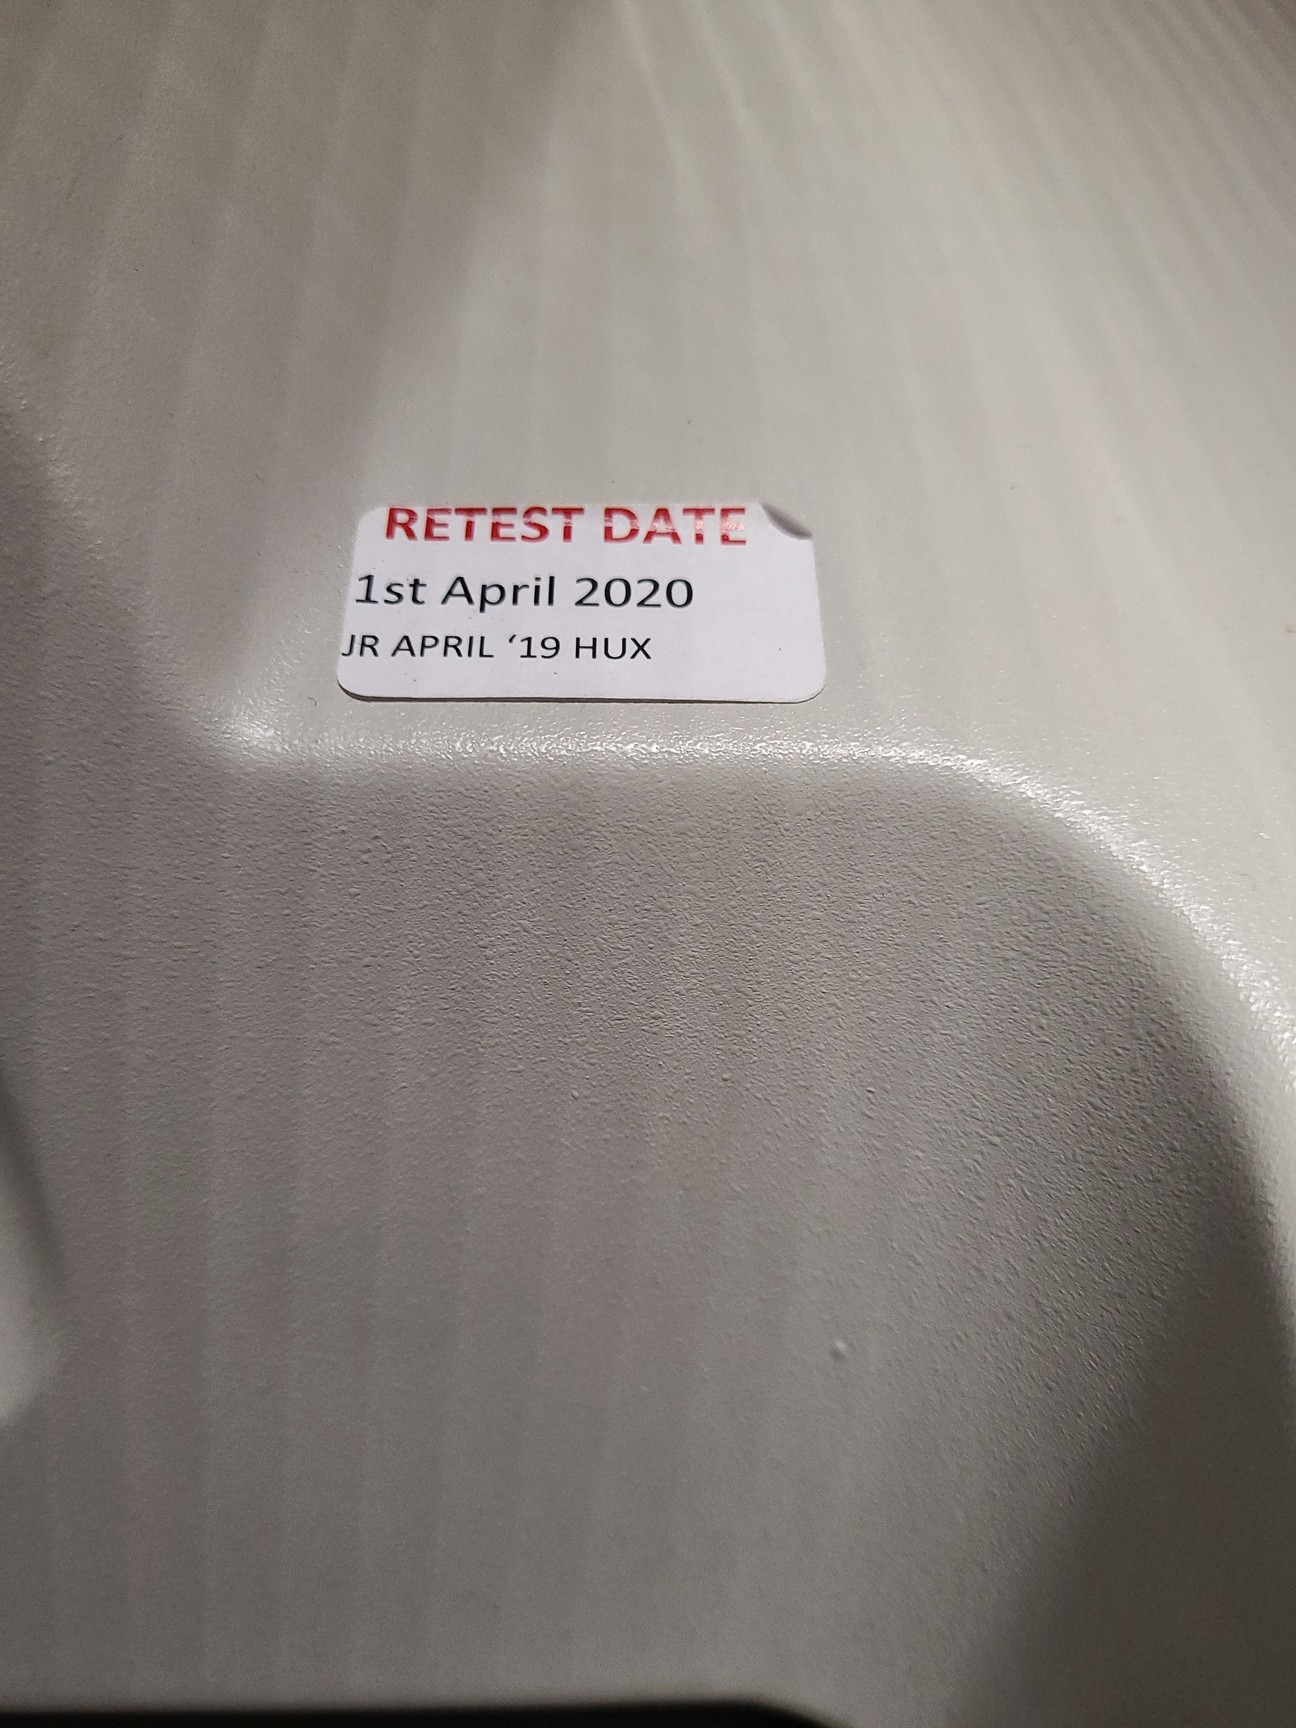 RETEST DATE
1st April 2020
JR APRIL ‘19 HUX